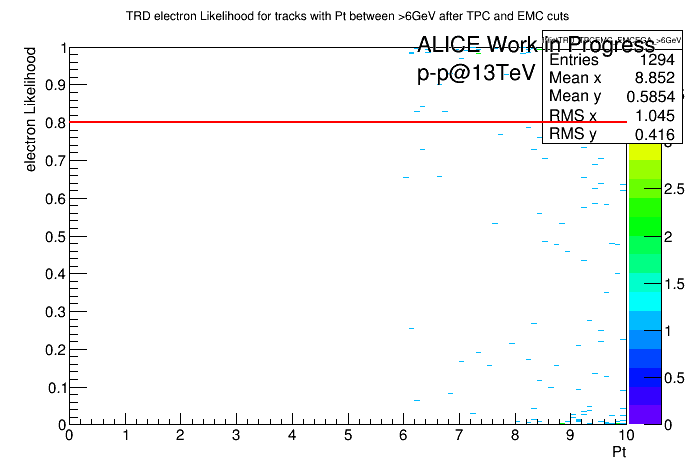 TRD electron Likelihood for tracks with Pt between >6GeV after TPC and EMC cuts
ALICE Work in Progress
p-p@13TeV
Entries 1294
Mean x 8.852
Mean y 0.5854
RMS x 1.045
RMS y 0.416
electron Likelihood
1
0.9
0.8
0.7
0.6
0.5
0.4
0.3
0.2
0.1
0
0 1 2 3 4 5 6 7 8 9 10
Pt
2.5
2
1.5
1
0.5
0